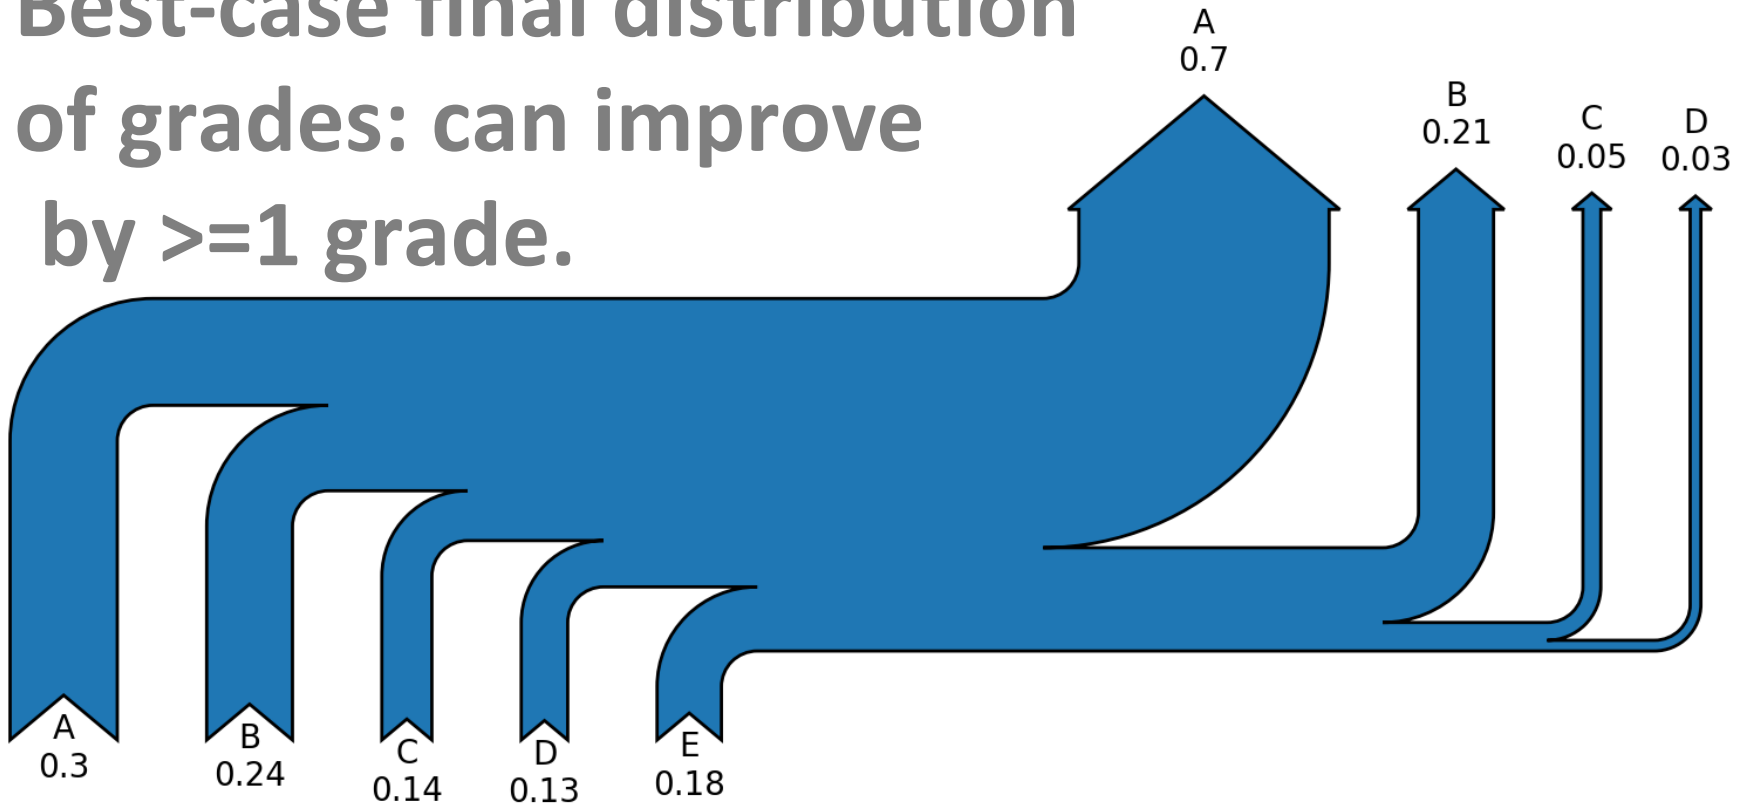 Best-case final distribution
of grades: can improve
by >=1 grade.
A
0.7
B
0.21
C
0.05
D
0.03
A
0.3
B
0.24
C
0.14
D
0.13
E
0.18